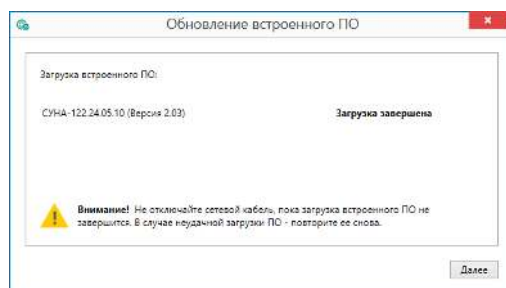 Обновление встроенного ПО
Загрузка встроенного ПО:
СУНА-122.24.05.10 (Версия 2.03) Загрузка завершена
Внимание! Не отключайте сетевой кабель, пока загрузка встроенного ПО не
завершится. В случае неудачной загрузки ПО - повторите ее снова.
Далее